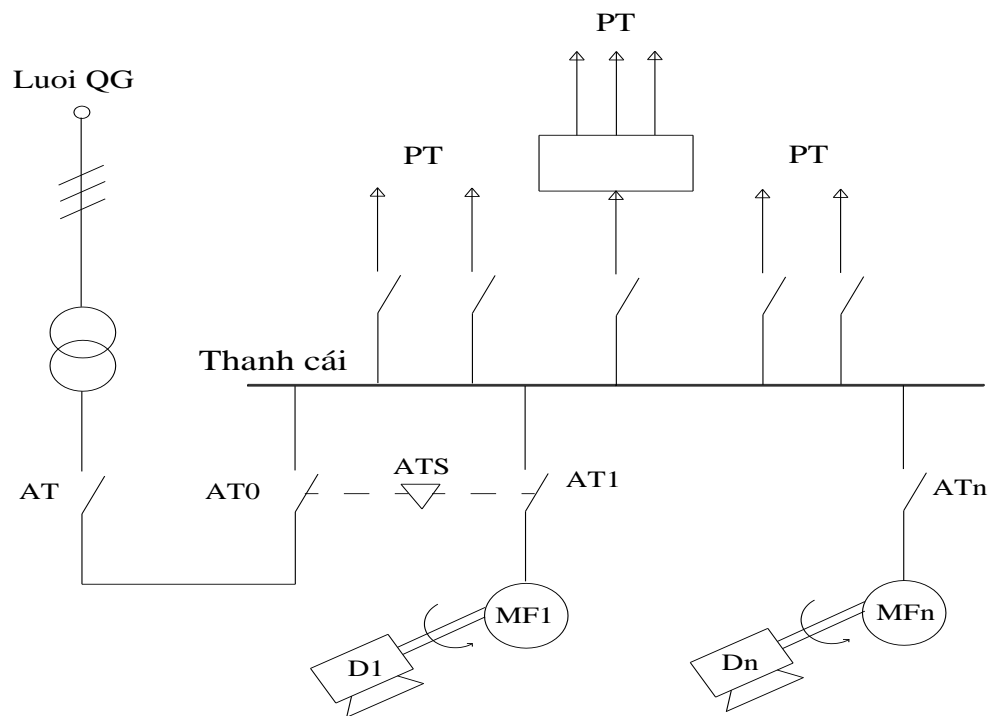 PT
Luoi QG
PT
PT
Thanh cái
AT
AT0
ATS
AT1
ATn
MF1
MFn
D1
Dn